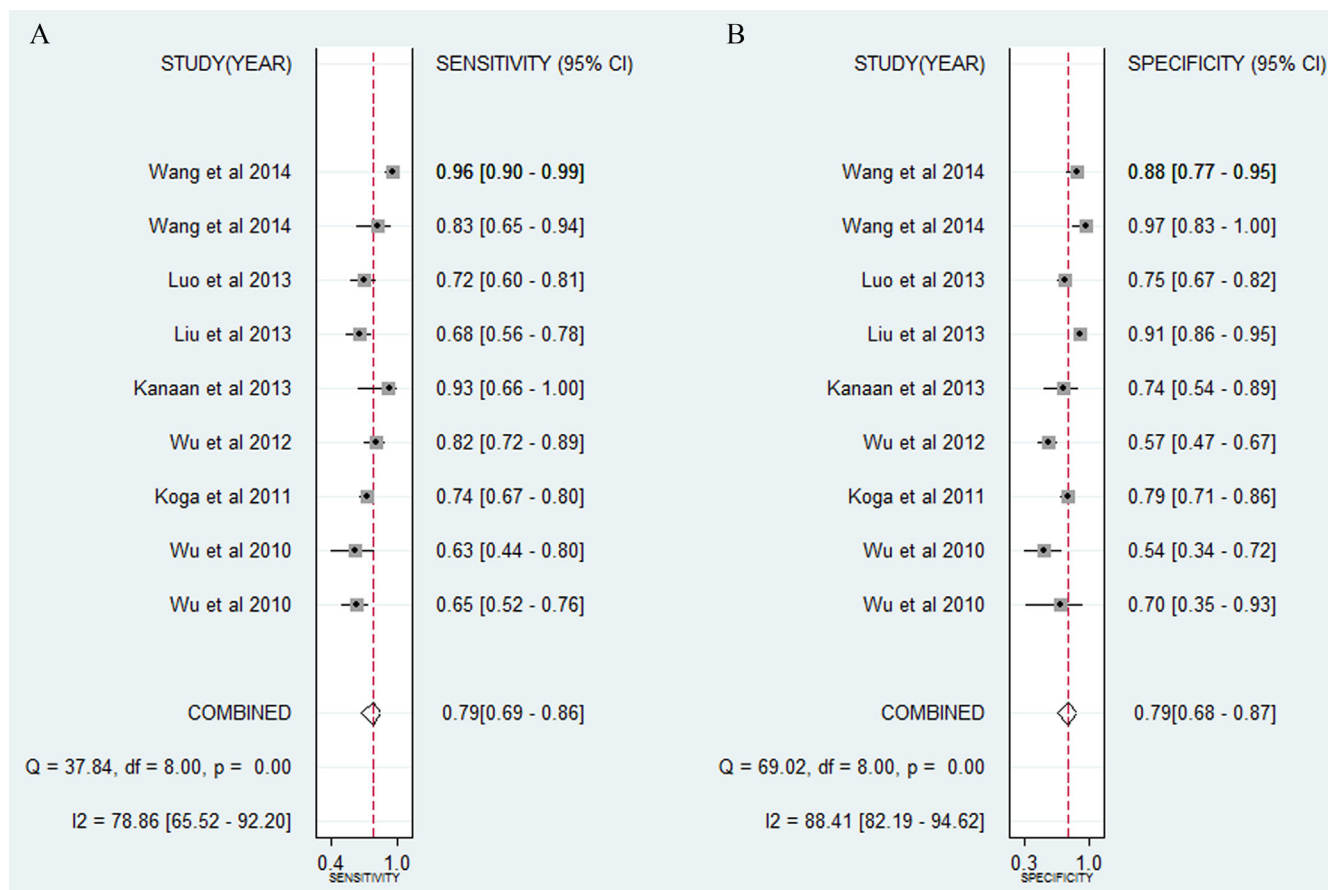 A
STUDY(YEAR) SENSITIVITY (95% CI)
Wang et al 2014 0.96 [0.90 - 0.99]
Wang et al 2014 0.83 [0.65 - 0.94]
Luo et al 2013 0.72 [0.60 - 0.81]
Liu et al 2013 0.68 [0.56 - 0.78]
Kanaan et al 2013 0.93 [0.66 - 1.00]
Wu et al 2012 0.82 [0.72 - 0.89]
Koga et al 2011 0.74 [0.67 - 0.80]
Wu et al 2010 0.63 [0.44 - 0.80]
Wu et al 2010 0.65 [0.52 - 0.76]
COMBINED 0.79[0.69 - 0.86]
Q = 37.84, df = 8.00, p = 0.00
I2 = 78.86 [65.52 - 92.20]
0.4 1.0
SENSITIVITY
B
STUDY(YEAR) SPECIFICITY (95% CI)
Wang et al 2014 0.88 [0.77 - 0.95]
Wang et al 2014 0.97 [0.83 - 1.00]
Luo et al 2013 0.75 [0.67 - 0.82]
Liu et al 2013 0.91 [0.86 - 0.95]
Kanaan et al 2013 0.74 [0.54 - 0.89]
Wu et al 2012 0.57 [0.47 - 0.67]
Koga et al 2011 0.79 [0.71 - 0.86]
Wu et al 2010 0.54 [0.34 - 0.72]
Wu et al 2010 0.70 [0.35 - 0.93]
COMBINED 0.79[0.68 - 0.87]
Q = 69.02, df = 8.00, p = 0.00
I2 = 88.41 [82.19 - 94.62]
0.3 1.0
SPECIFICITY